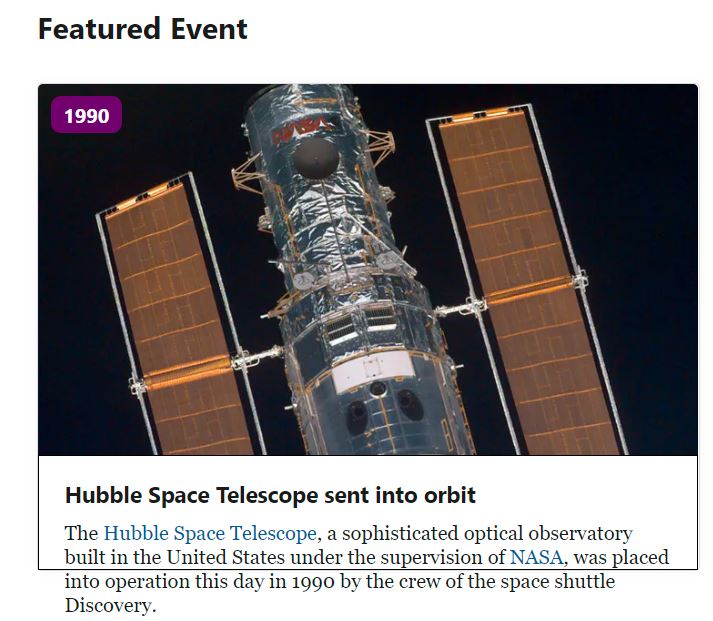 Featured Event
1990
NASA
Hubble Space Telescope sent into orbit
The Hubble Space Telescope, a sophisticated optical observatory
built in the United States under the supervision of NASA, was placed
into operation this day in 1990 by the crew of the space shuttle
Discovery.